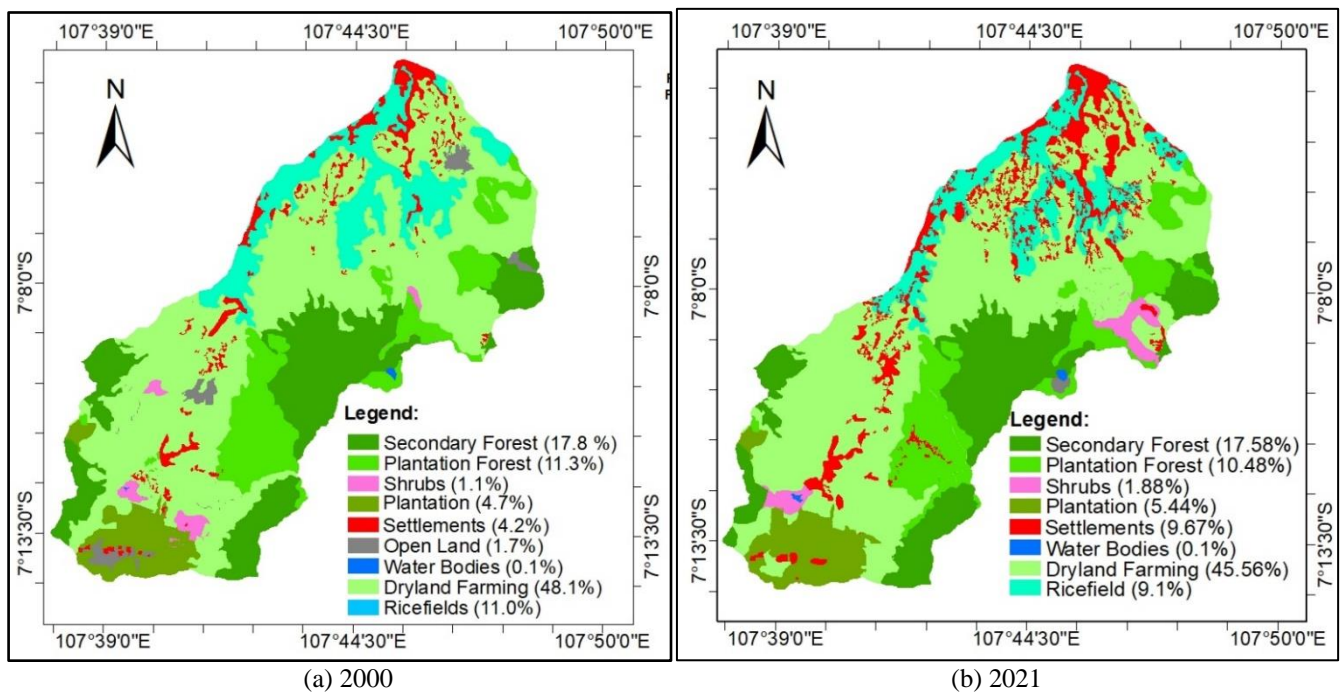 107°39'0"E 107°44'30"E 107°50'0"E
N
7°8'0"S
7°8'0"S
7°13'30"S
7°13'30"S
Legend:
Secondary Forest (17.8 %)
Plantation Forest (11.3%)
Shrubs (1.1%)
Plantation (4.7%)
Settlements (4.2%)
Open Land (1.7%)
Water Bodies (0.1%)
Dryland Farming (48.1%)
Ricefields (11.0%)
107°39'0"E 107°44'30"E 107°50'0"E
(a) 2000
107°39'0"E 107°44'30"E 107°50'0"E
N
7°8'0"S
7°8'0"S
7°13'30"S
7°13'30"S
Legend:
Secondary Forest (17.58%)
Plantation Forest (10.48%)
Shrubs (1.88%)
Plantation (5.44%)
Settlements (9.67%)
Water Bodies (0.1%)
Dryland Farming (45.56%)
Ricefield (9.1%)
107°39'0"E 107°44'30"E 107°50'0"E
(b) 2021